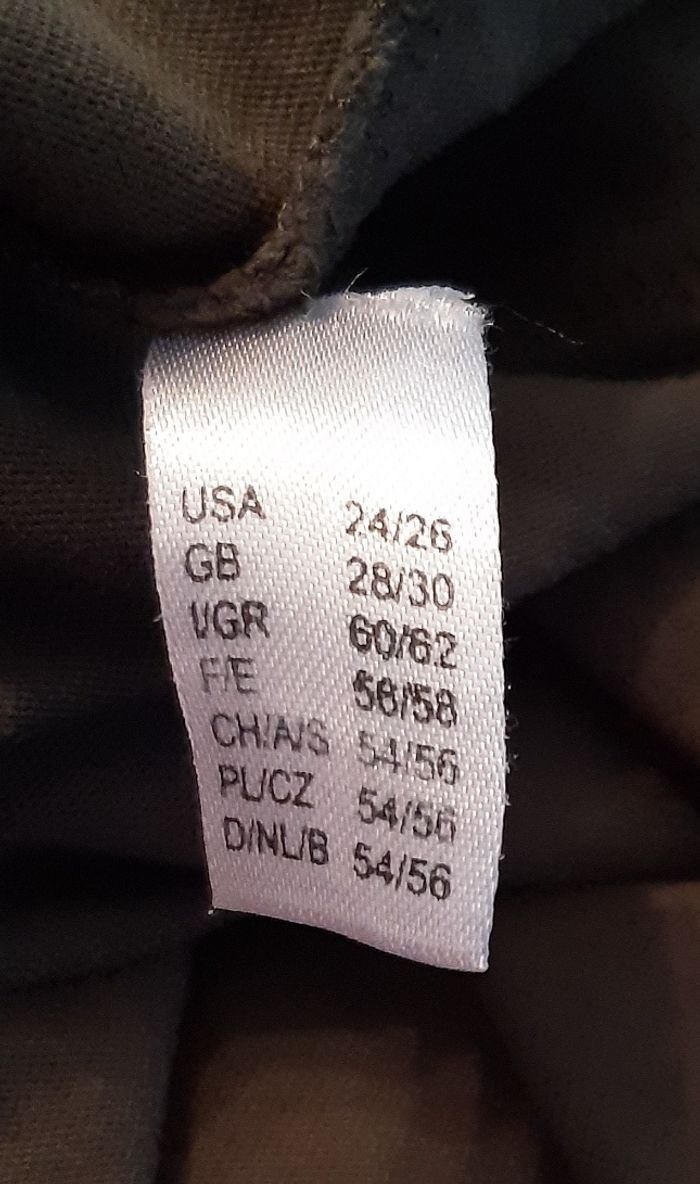 USA 24/26
GB 28/30
I/GR 60/62
F/E 56/58
CH/A/S 54/56
PL/CZ 54/56
D/NL/B 54/56